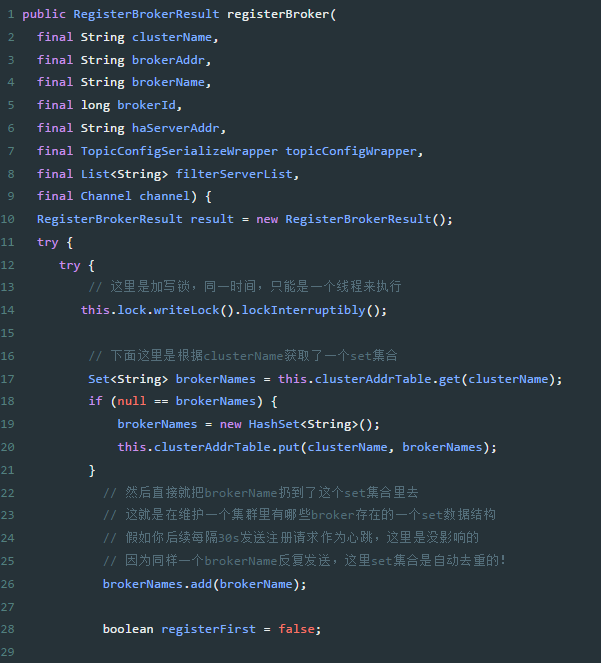 1 public RegisterBrokerResult registerBroker(
2 final String clusterName,
3 final String brokerAddr,
4 final String brokerName,
5 final long brokerId,
6 final String haServerAddr,
7 final TopicConfigSerializeWrapper topicConfigWrapper,
8 final List<String> filterServerList,
9 final Channel channel) {
10 RegisterBrokerResult result = new RegisterBrokerResult();
11 try {
12 try {
13 // 这里是加写锁，同一时间，只能是一个线程来执行
14 this.lock.writeLock().lockInterruptibly();
15
16 // 下面这里是根据clusterName获取了一个set集合
17 Set<String> brokerNames = this.clusterAddrTable.get(clusterName);
18 if (null == brokerNames) {
19 brokerNames = new HashSet<String>();
20 this.clusterAddrTable.put(clusterName, brokerNames);
21 }
22 // 然后直接就把brokerName扔到了这个set集合里去
23 // 这就是在维护一个集群里有哪些broker存在的一个set数据结构
24 // 假如你后续每隔30s发送注册请求作为心跳，这里是没影响的
25 // 因为同样一个brokerName反复发送，这里set集合是自动去重的！
26 brokerNames.add(brokerName);
27
28 boolean registerFirst = false;
29